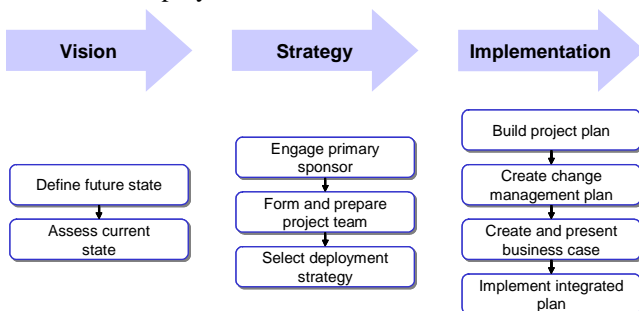 Vision
Strategy
Implementation
Define future state
Assess current
state
Engage primary
sponsor
Form and prepare
project team
Select deployment
strategy
Build project plan
Create change
management plan
Create and present
business case
Implement integrated
plan